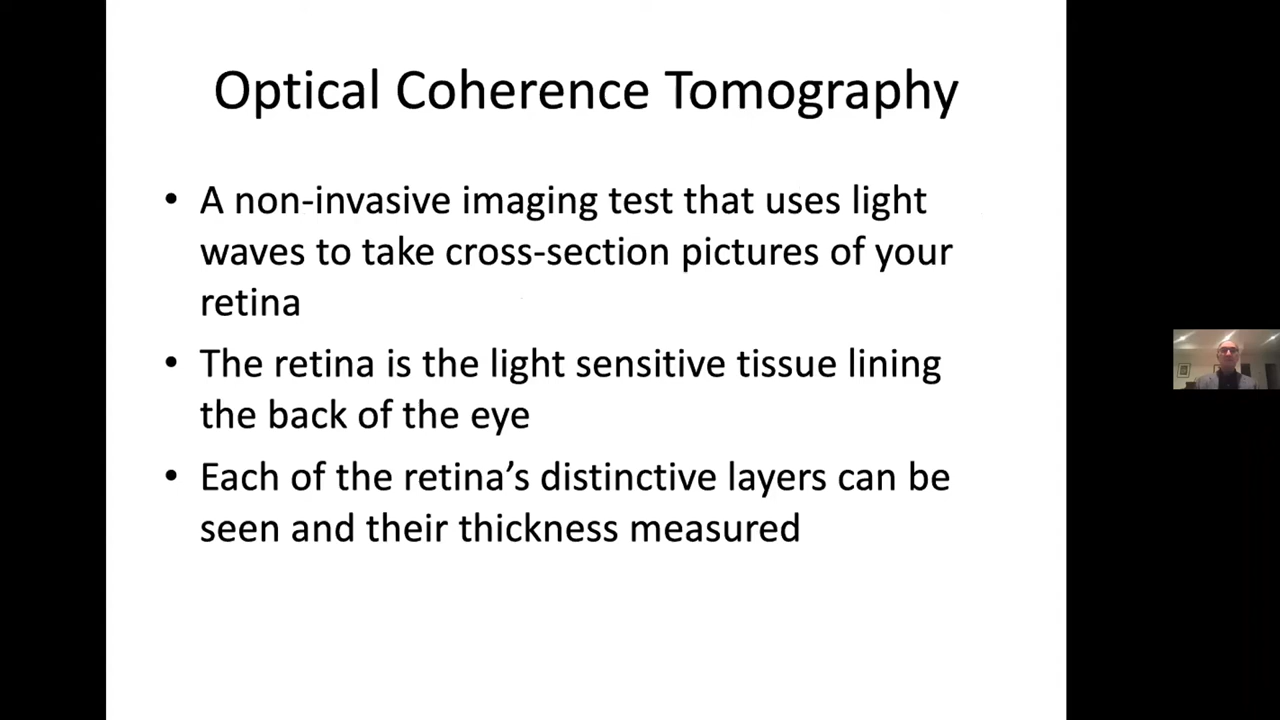 Optical Coherence Tomography
• A non-invasive imaging test that uses light
waves to take cross-section pictures of your
retina
• The retina is the light sensitive tissue lining
the back of the eye
• Each of the retina’s distinctive layers can be
seen and their thickness measured